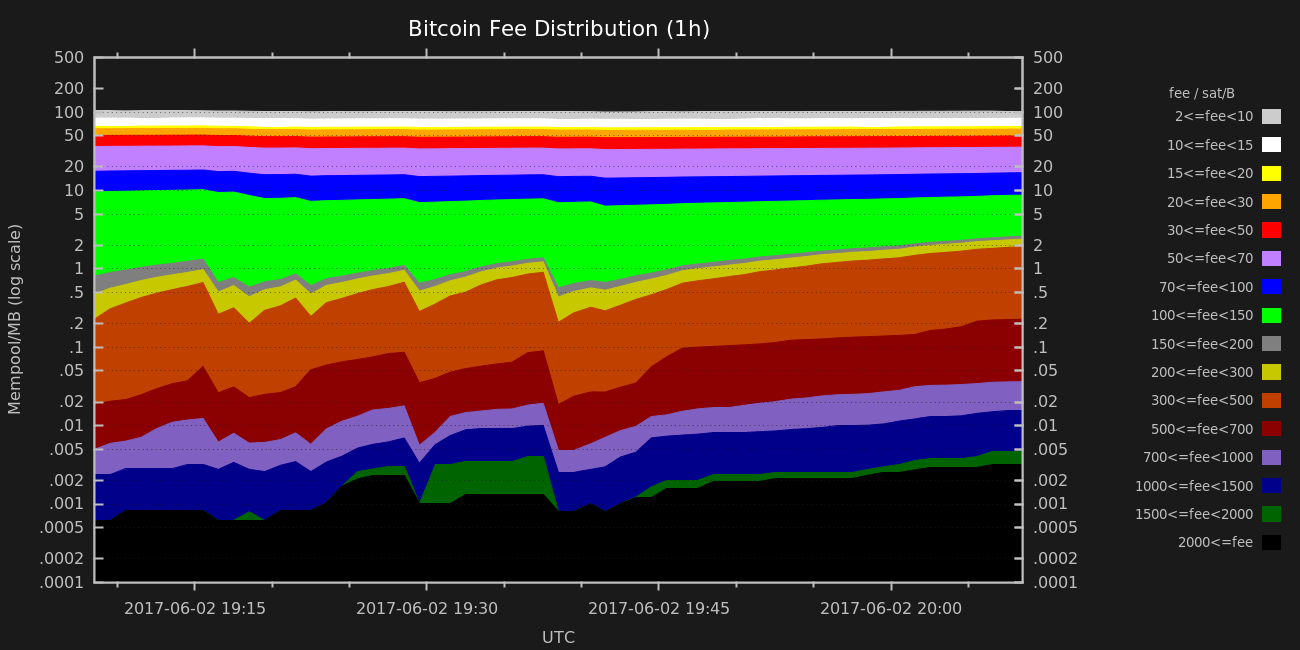 Bitcoin Fee Distribution (1h)
Mempool/MB (log scale)
500
200
100
50
20
10
5
2
1
.5
.2
.1
.05
.02
.01
.005
.002
.001
.0005
.0002
.0001
500
200
100
50
20
10
5
2
1
.5
.2
.1
.05
.02
.01
.005
.002
.001
.0005
.0002
.0001
2017-06-02 19:15
2017-06-02 19:30
2017-06-02 19:45
2017-06-02 20:00
UTC
fee / sat/B
2<=fee<10
10<=fee<15
15<=fee<20
20<=fee<30
30<=fee<50
50<=fee<70
70<=fee<100
100<=fee<150
150<=fee<200
200<=fee<300
300<=fee<500
500<=fee<700
700<=fee<1000
1000<=fee<1500
1500<=fee<2000
2000<=fee